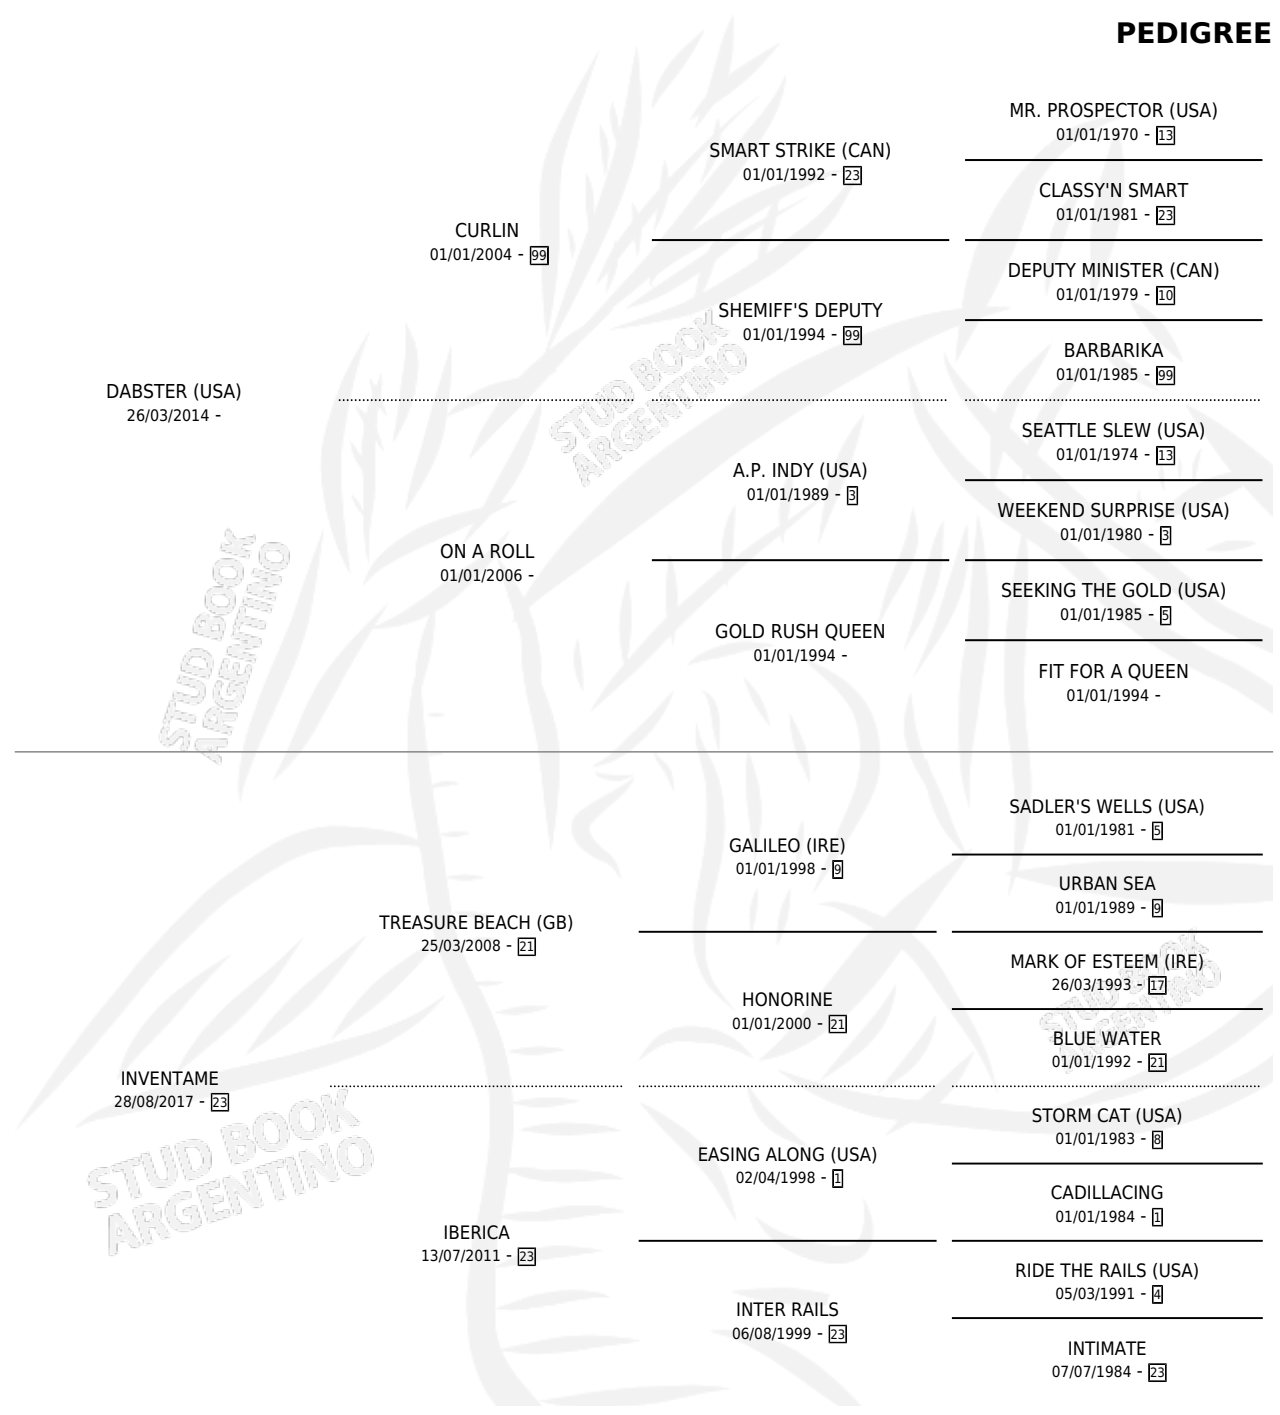 PEDIGREE
MR. PROSPECTOR (USA)
01/01/1970 - 13
SMART STRIKE (CAN)
01/01/1992 - 23
CLASSY'N SMART
01/01/1981 - 23
CURLIN
01/01/2004 - 99
DEPUTY MINISTER (CAN)
01/01/1979 - 10
SHEMIFF'S DEPUTY
01/01/1994 - 99
BARBARIKA
01/01/1985 - 99
DABSTER (USA)
26/03/2014 -
SEATTLE SLEW (USA)
01/01/1974 - 13
A.P. INDY (USA)
01/01/1989 - 3
WEEKEND SURPRISE (USA)
01/01/1980 - 3
ON A ROLL
01/01/2006 -
SEEKING THE GOLD (USA)
01/01/1985 - 5
GOLD RUSH QUEEN
01/01/1994 -
FIT FOR A QUEEN
01/01/1994 -
SADLER'S WELLS (USA)
01/01/1981 - 5
GALILEO (IRE)
01/01/1998 - 9
URBAN SEA
01/01/1989 - 9
TREASURE BEACH (GB)
25/03/2008 - 21
MARK OF ESTEEM (IRE)
26/03/1993 - 17
HONORINE
01/01/2000 - 21
BLUE WATER
01/01/1992 - 21
INVENTAME
28/08/2017 - 23
STORM CAT (USA)
01/01/1983 - 8
EASING ALONG (USA)
02/04/1998 - 1
CADILLACING
01/01/1984 - 1
IBERICA
13/07/2011 - 23
RIDE THE RAILS (USA)
05/03/1991 - 4
INTER RAILS
06/08/1999 - 23
INTIMATE
07/07/1984 - 23
STUD BOOK
ARGENTINO
STUD BOOK
ARGENTINO
STUD BOOK
ARGENTINO
STUD BOOK
ARGENTINO